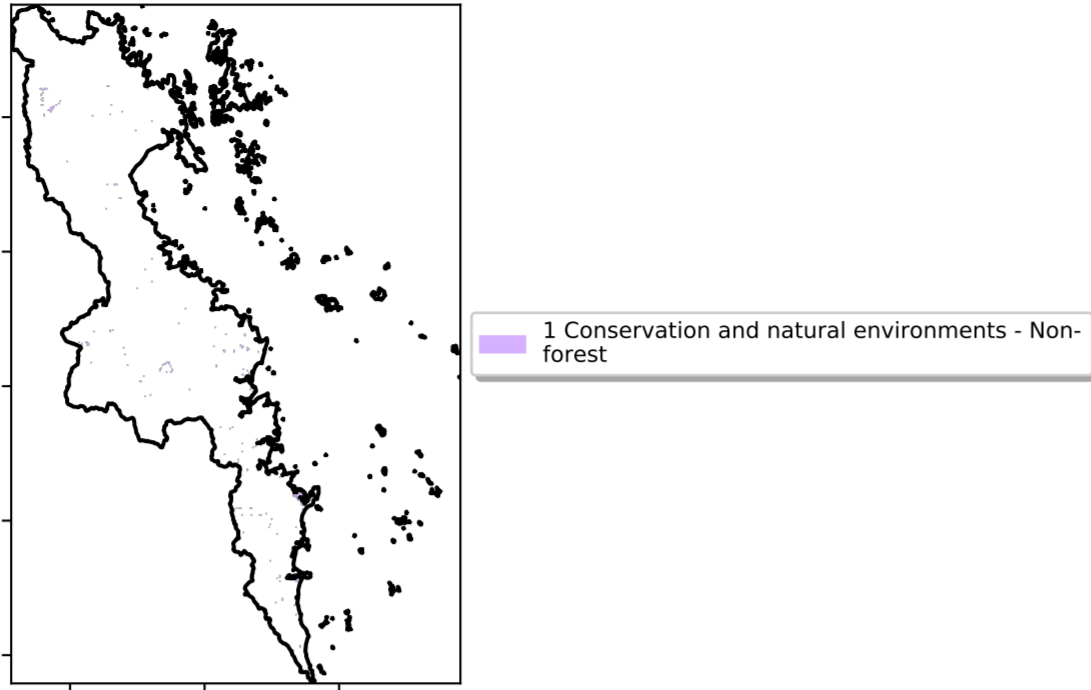 1 Conservation and natural environments - Non-
forest